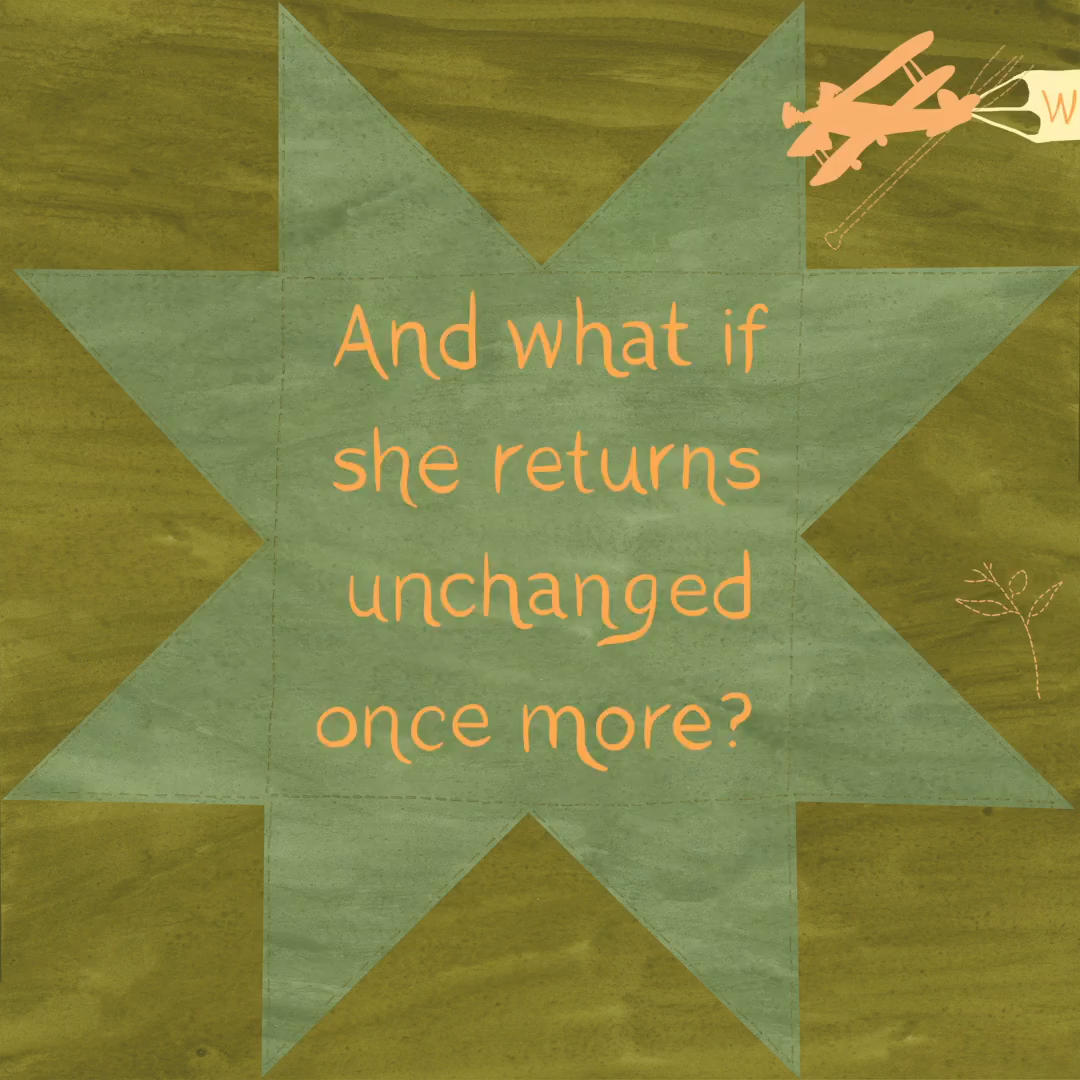 W
And what if
she returns
unchanged
once more?